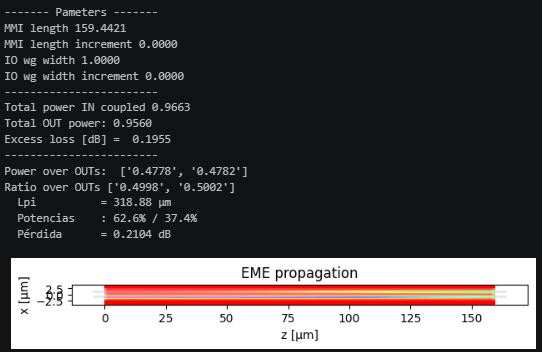 ------- Pameters -------
MMI length 159.4421
MMI length increment 0.0000
IO wg width 1.0000
IO wg width increment 0.0000
------------------------
Total power IN coupled 0.9663
Total OUT power: 0.9560
Excess loss [dB] =  0.1955
------------------------
Power over OUTs:  ['0.4778', '0.4782']
Ratio over OUTs ['0.4998', '0.5002']
  Lpi          = 318.88 µm
  Potencias    : 62.6% / 37.4%
  Pérdida      = 0.2104 dB
EME propagation
x [µm]
2.5
0.0
−2.5
0 25 50 75 100 125 150
z [µm]